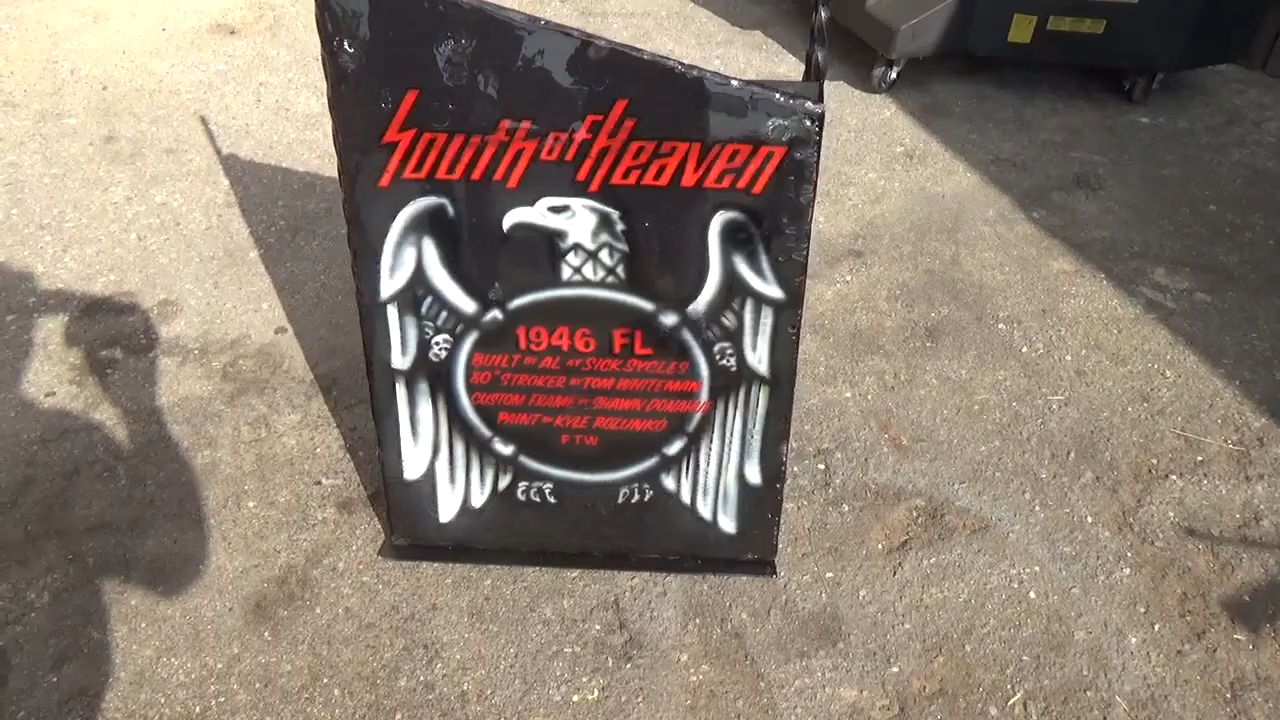 South of Heaven
1946 FL
BUILT BY AL AT SICK SYCLES
80" STROKER BY TOM WHITEMAN
CUSTOM FRAME BY SHAWN DONAHUE
PAINT BY KYLE
FTW